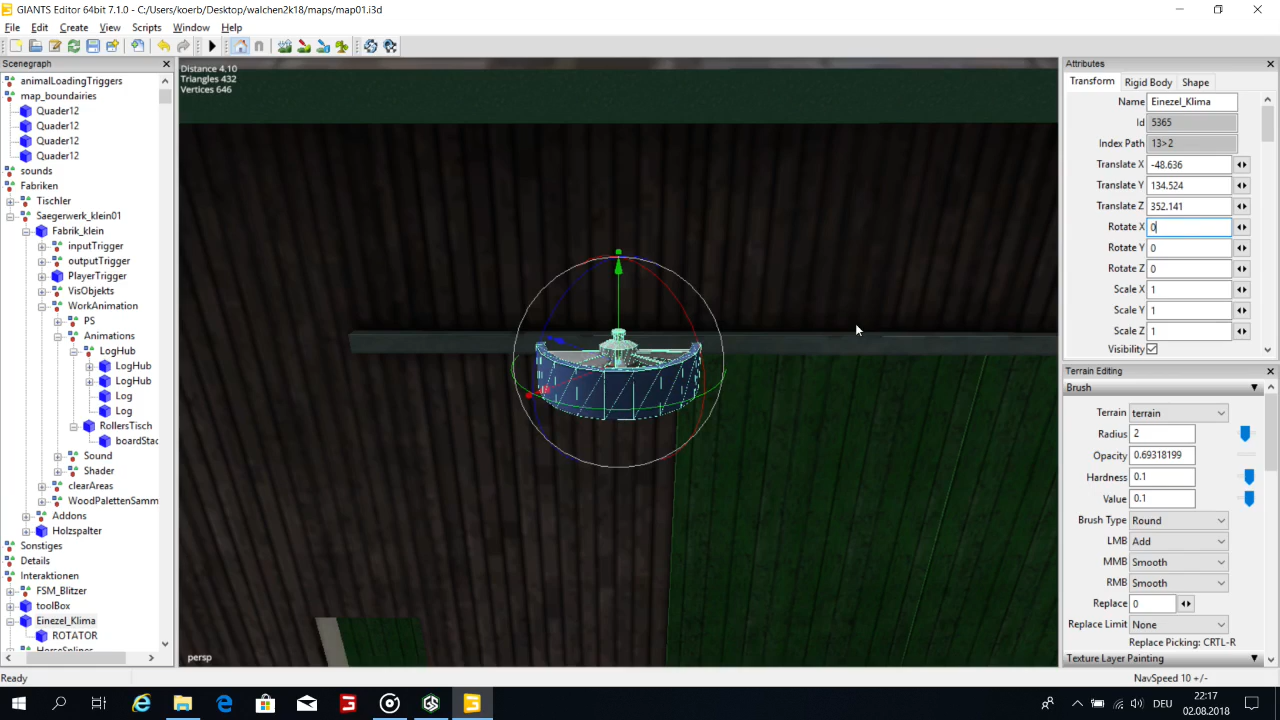 GIANTS Editor 64bit 7.1.0 - C:/Users/koerb/Desktop/walchen2k18/maps/map01.i3d
File Edit Create View Scripts Window Help
Scenegraph
animalLoadingTriggers
map_boundairies
Quader12
Quader12
Quader12
Quader12
sounds
Fabriken
Tischler
Saegerwerk_klein01
Fabrik_klein
inputTrigger
outputTrigger
PlayerTrigger
VisObjekts
WorkAnimation
PS
Animations
LogHub
LogHub
LogHub
Log
Log
RollersTisch
boardStac
Sound
Shader
clearAreas
WoodPalettenSamm
Addons
Holzspalter
Sonstiges
Details
Interaktionen
FSM_Blitzer
toolBox
Einezel_Klima
ROTATOR
Ready
Distance 4.10
Triangles 432
Vertices 646
persp
Attributes
Transform Rigid Body Shape
Name Einezel_Klima
Id 5365
Index Path 13>2
Translate X -48.636
Translate Y 134.524
Translate Z 352.141
Rotate X 0
Rotate Y 0
Rotate Z 0
Scale X 1
Scale Y 1
Scale Z 1
Visibility
Terrain Editing
Brush
Terrain terrain
Radius 2
Opacity 0.69318199
Hardness 0.1
Value 0.1
Brush Type Round
LMB Add
MMB Smooth
RMB Smooth
Replace 0
Replace Limit None
Replace Picking: CRTL-R
Texture Layer Painting
NavSpeed 10 +/-
DEU
22:17
02.08.2018